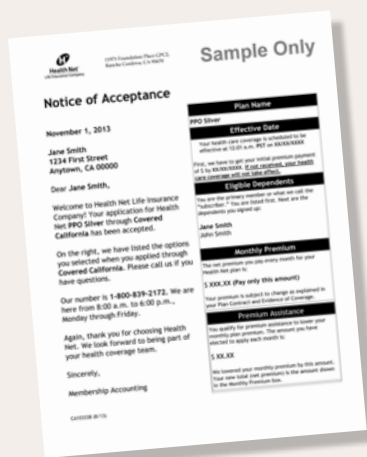 Health Net
Life Insurance Company
11971 Foundation Place GPC2,
Rancho Cordova, CA 95670
Sample Only
Notice of Acceptance
November 1, 2013
Jane Smith
1234 First Street
Anytown, CA 00000
Dear Jane Smith,
Welcome to Health Net Life Insurance
Company! Your application for Health
Net PPO Silver through Covered
California has been accepted.
On the right, we have listed the options
you selected when you applied through
Covered California. Please call us if you
have questions.
Our number is 1-800-839-2172. We are
here from 8:00 a.m. to 6:00 p.m.,
Monday through Friday.
Again, thank you for choosing Health
Net. We look forward to being part of
your health coverage team.
Sincerely,
Membership Accounting
Plan Name
PPO Silver
Effective Date
Your health care coverage is scheduled to be
effective at 12:01 a.m. PST on XX/XX/XXXX
First, we have to get your initial premium payment
of $ by XX/XX/XXXX. If not received, your health
care coverage will not take effect.
Eligible Dependents
You are the primary member or what we call the
"subscriber." You are listed first. Next are the
dependents you signed up:
Jane Smith
John Smith
Monthly Premium
The net premium you pay every month for your
Health Net plan is:
$ XXX.XX (Pay only this amount)
Your premium is subject to change as explained in
your Plan Contract and Evidence of Coverage.
Premium Assistance
You qualify for premium assistance to lower your
monthly plan premium. The amount you have
elected to apply each month is:
$ XX.XX
We lowered your monthly premium by this amount.
Your new total (net premium) is the amount shown
in the Monthly Premium box.